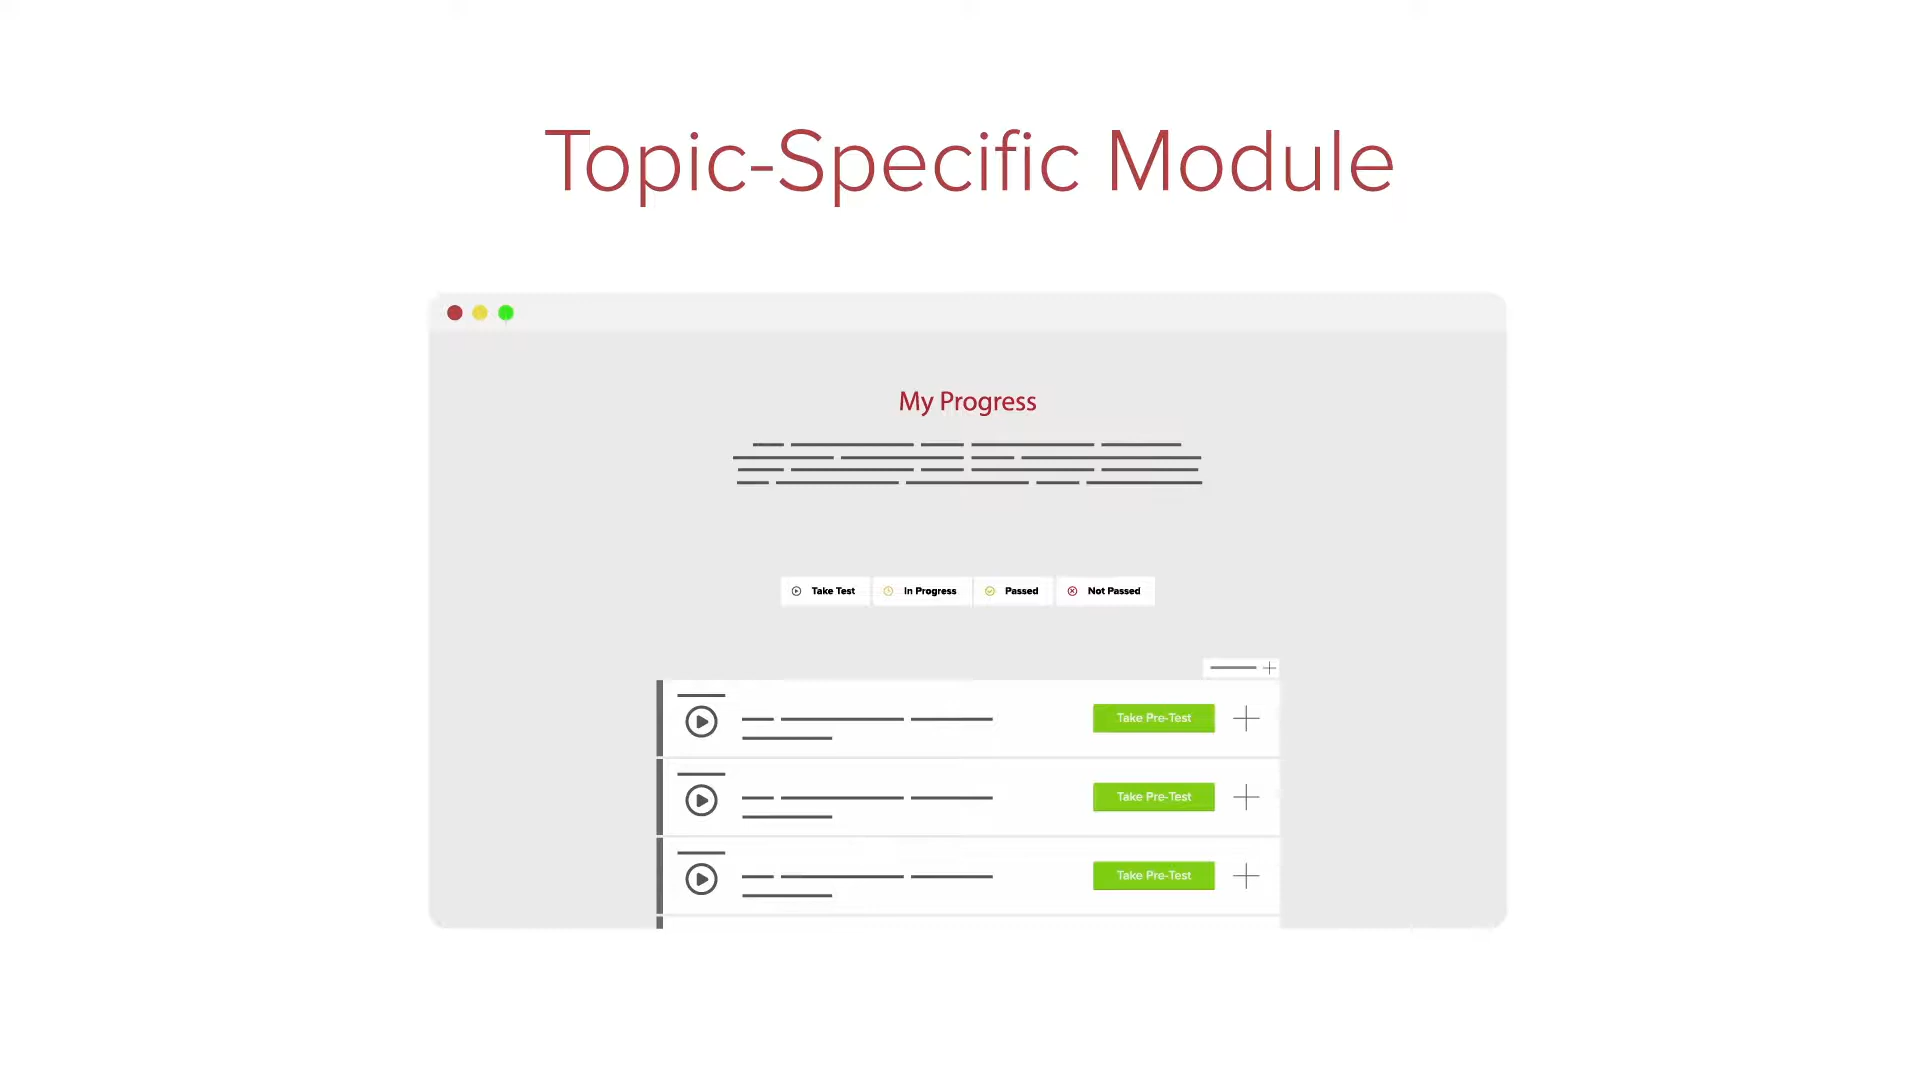 Topic-Specific Module
My Progress
Take Test In Progress Passed Not Passed
Take Pre-Test
Take Pre-Test
Take Pre-Test